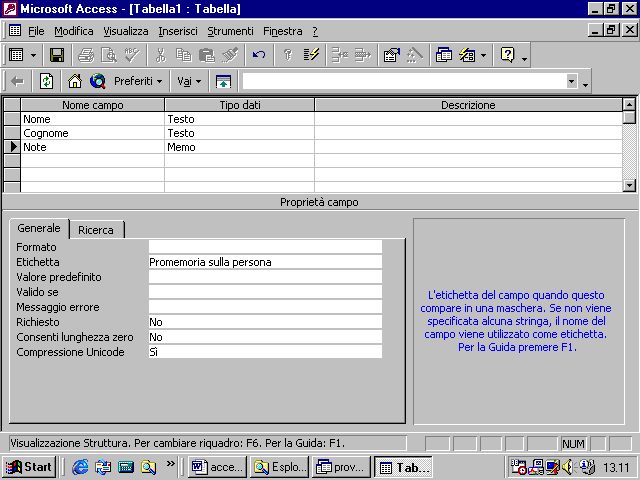 Microsoft Access - [Tabella1 : Tabella]
File Modifica Visualizza Inserisci Strumenti Finestra ?
Preferiti Vai
Nome campo Tipo dati Descrizione
Nome Testo
Cognome Testo
Note Memo
Proprietà campo
Generale Ricerca
Formato
Etichetta Promemoria sulla persona
Valore predefinito
Valido se
Messaggio errore
Richiesto No
Consenti lunghezza zero No
Compressione Unicode Sì
L'etichetta del campo quando questo
compare in una maschera. Se non viene
specificata alcuna stringa, il nome del
campo viene utilizzato come etichetta.
Per la Guida premere F1.
Visualizzazione Struttura. Per cambiare riquadro: F6. Per la Guida: F1. NUM
Start » acce... Esplo... prov... Tab... 13.11